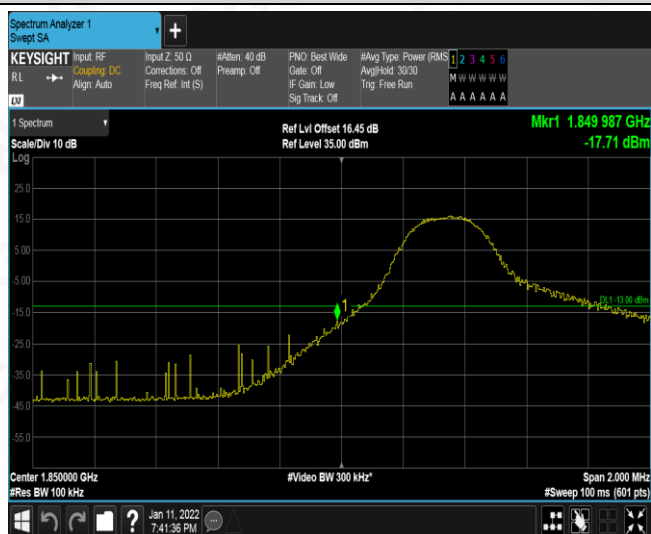 Spectrum Analyzer 1
Swept SA
KEYSIGHT
RL
Input: RF
Coupling: DC
Align: Auto
Input Z: 50 Ω
Corrections: Off
Freq Ref: Int (S)
#Atten: 40 dB
Preamp: Off
PNO: Best Wide
Gate: Off
IF Gain: Low
Sig Track: Off
#Avg Type: Power (RMS
Avg|Hold: 30/30
Trig: Free Run
1 2 3 4 5 6
M W W W W W
A A A A A A
LXI
1 Spectrum
Scale/Div 10 dB
Log
Ref Lvl Offset 16.45 dB
Ref Level 35.00 dBm
Mkr1 1.849 987 GHz
-17.71 dBm
25.0
15.0
5.00
-5.00
-15.0
-25.0
-35.0
-45.0
-55.0
1
DL1 -13.00 dBm
Center 1.850000 GHz
#Res BW 100 kHz
#Video BW 300 kHz*
Span 2.000 MHz
#Sweep 100 ms (601 pts)
?
Jan 11, 2022
7:41:36 PM